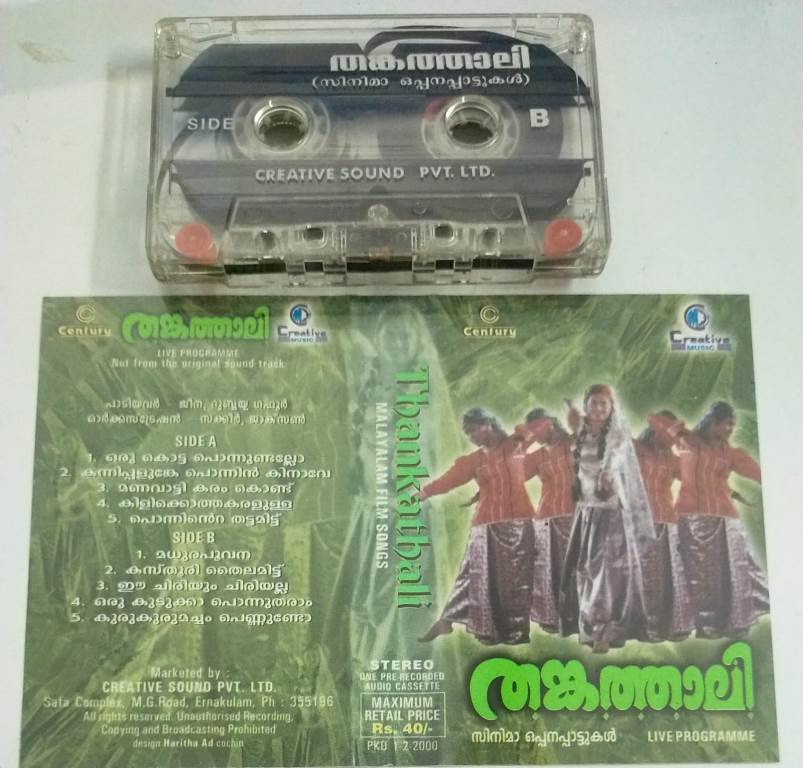 തങ്കത്താലി
(സിനിമാ ഒപ്പനപ്പാട്ടുകൾ)
SIDE B
CREATIVE SOUND PVT. LTD.
Century തങ്കത്താലി Creative MUSIC
LIVE PROGRAMME
Not from the original sound track
പാടിയവർ - ജീന, ഗഫൂർ
ഓർക്കസ്ട്രേഷൻ സക്കീർ, ജാക്സൺ
SIDE A
1. ഒരു കൊട്ട പൊന്നുണ്ടല്ലോ
2. കന്നിപ്പളുങ്കേ പൊന്നിൻ കിനാവേ
3. മണവാട്ടി കരം കൊണ്ട്
4. കിളിക്കൊത്തകരളുള്ള
5. പൊന്നിന്റെ തട്ടമിട്ട്
SIDE B
1. മധുരപൂവന
2. കസ്തൂരി തൈലമിട്ട്
3. ഈ ചിരിയും ചിരിയല്ല
4. ഒരു കുടുക്കാ പൊന്നുതരാം
5. കുരുകുരുമച്ചം പെണ്ണുണ്ടോ
Marketed by :
CREATIVE SOUND PVT. LTD.
Safa Complex, M.G.Road, Ernakulam, Ph : 355196
All rights reserved. Unauthorised Recording,
Copying and Broadcasting Prohibited
design Haritha Ad cochin
Thankathali
MALAYALAM FILM SONGS
STEREO
ONE PRE-RECORDED
AUDIO CASSETTE
MAXIMUM
RETAIL PRICE
Rs. 40/-
PKD 1-2-2000
Century
Creative
MUSIC
തങ്കത്താലി
സിനിമാ ഒപ്പനപ്പാട്ടുകൾ LIVE PROGRAMME